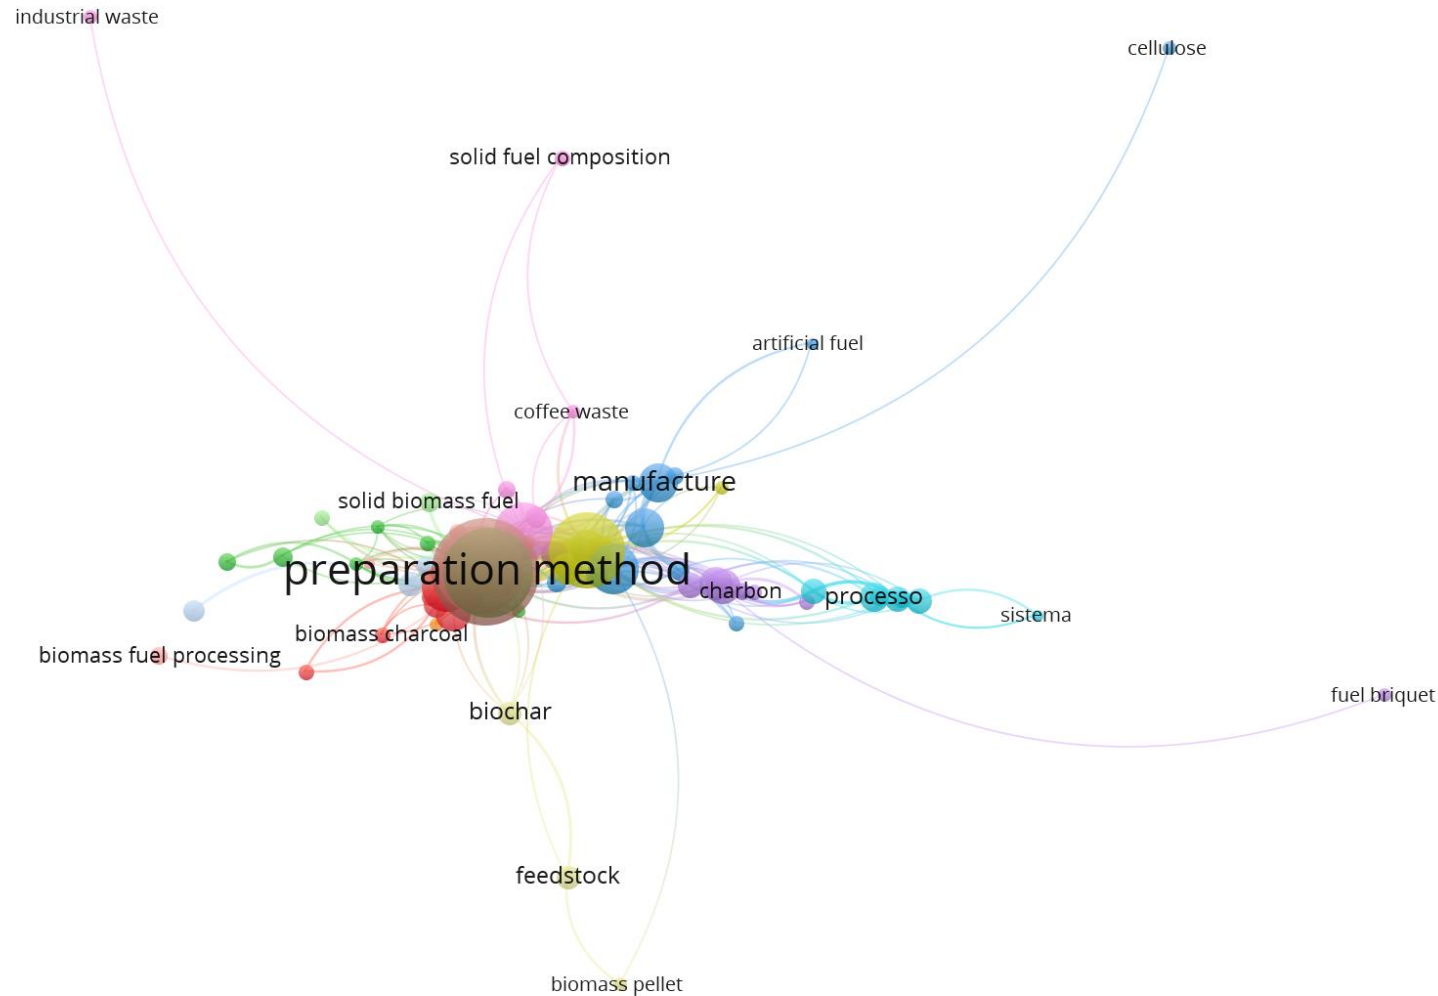 industrial waste
cellulose
solid fuel composition
artificial fuel
coffee waste
manufacture
solid biomass fuel
preparation method
charbon
processo
sistema
biomass charcoal
biomass fuel processing
fuel briquet
biochar
feedstock
biomass pellet